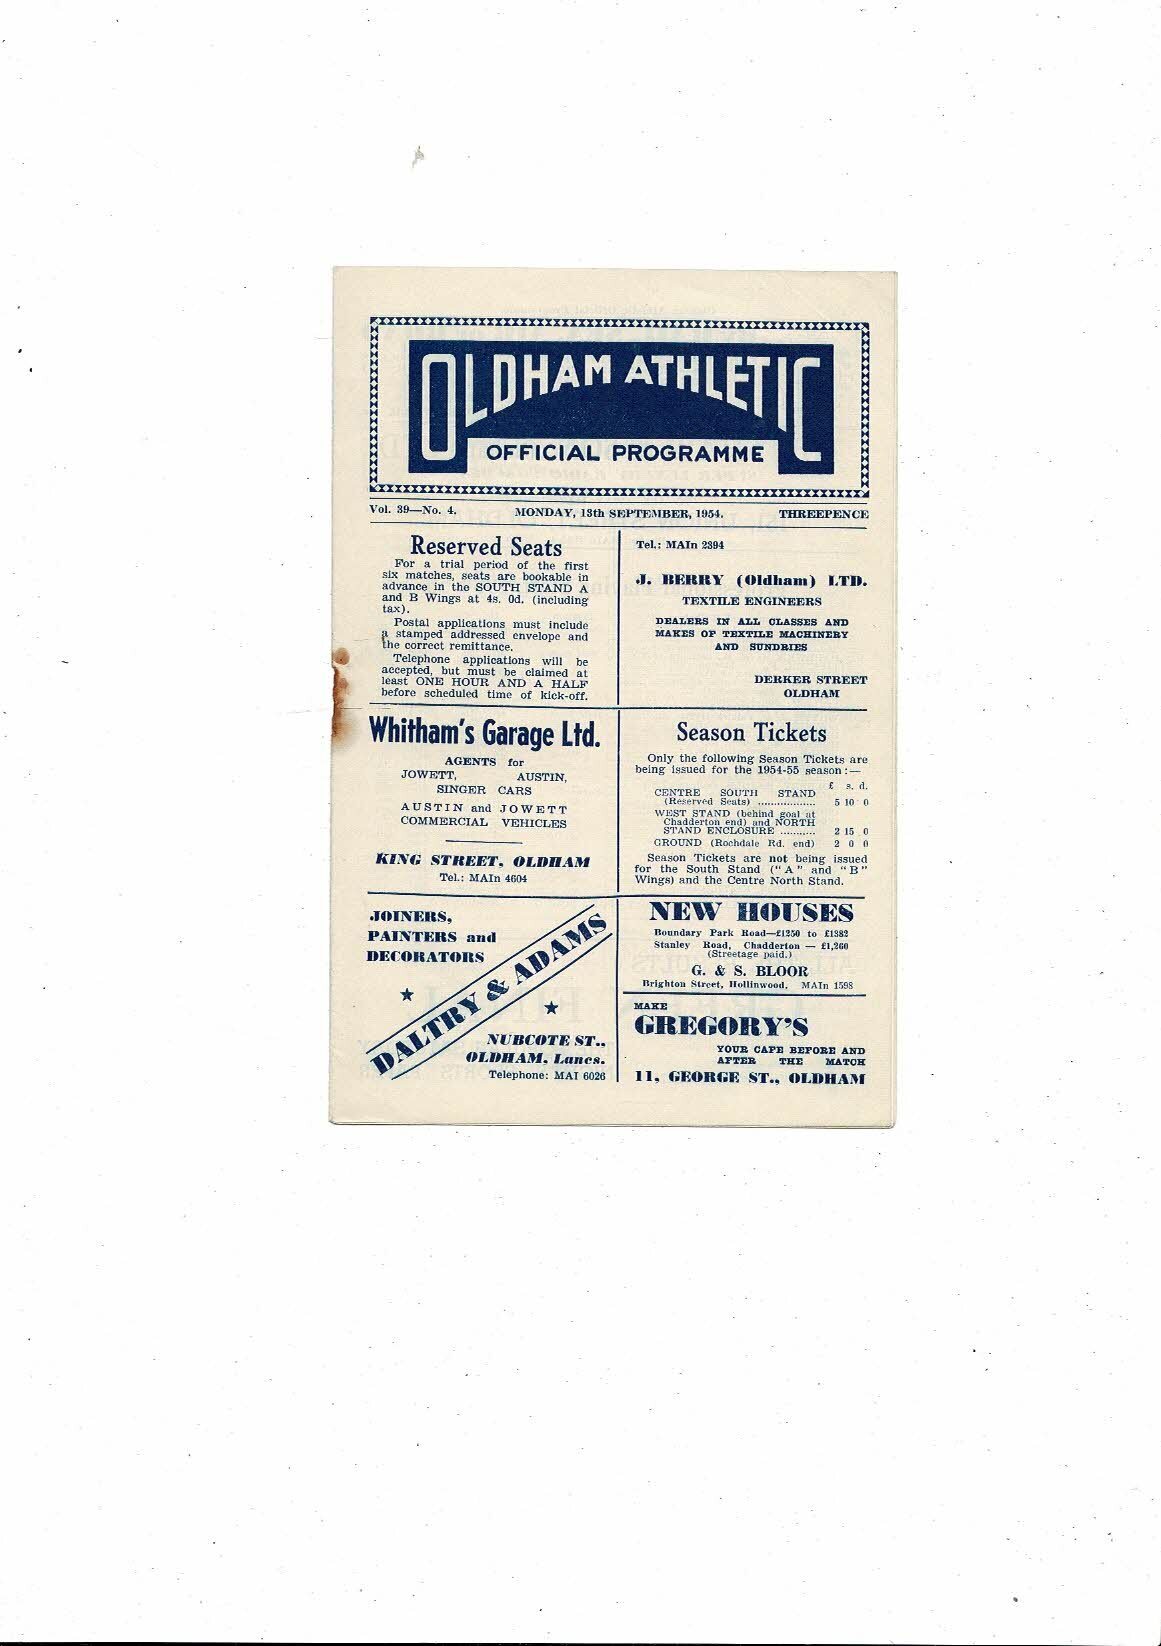 OLDHAM ATHLETIC
OFFICIAL PROGRAMME
Vol. 39—No. 4. MONDAY, 13th SEPTEMBER, 1954. THREEPENCE
Reserved Seats
For a trial period of the first
six matches, seats are bookable in
advance in the SOUTH STAND A
and B Wings at 4s. 0d. (including
tax).
Postal applications must include
a stamped addressed envelope and
the correct remittance.
Telephone applications will be
accepted, but must be claimed at
least ONE HOUR AND A HALF
before scheduled time of kick-off.
Tel.: MAIn 2394
J. BERRY (Oldham) LTD.
TEXTILE ENGINEERS
DEALERS IN ALL CLASSES AND
MAKES OF TEXTILE MACHINERY
AND SUNDRIES
DERKER STREET
OLDHAM
Whitham's Garage Ltd.
AGENTS for
JOWETT, AUSTIN,
SINGER CARS
AUSTIN and JOWETT
COMMERCIAL VEHICLES
KING STREET, OLDHAM
Tel.: MAIn 4604
Season Tickets
Only the following Season Tickets are
being issued for the 1954-55 season:—
£ s. d.
CENTRE SOUTH STAND
(Reserved Seats) .................. 5 10 0
WEST STAND (behind goal at
Chadderton end) and NORTH
STAND ENCLOSURE ........... 2 15 0
GROUND (Rochdale Rd. end) 2 0 0
Season Tickets are not being issued
for the South Stand ("A" and "B"
Wings) and the Centre North Stand.
JOINERS,
PAINTERS and
DECORATORS
DALTRY & ADAMS
NUBCOTE ST.,
OLDHAM, Lancs.
Telephone: MAI 6026
NEW HOUSES
Boundary Park Road—£1250 to £1382
Stanley Road, Chadderton — £1,260
(Streetage paid.)
G. & S. BLOOR
Brighton Street, Hollinwood. MAIn 1598
MAKE
GREGORY'S
YOUR CAFE BEFORE AND
AFTER THE MATCH
11, GEORGE ST., OLDHAM